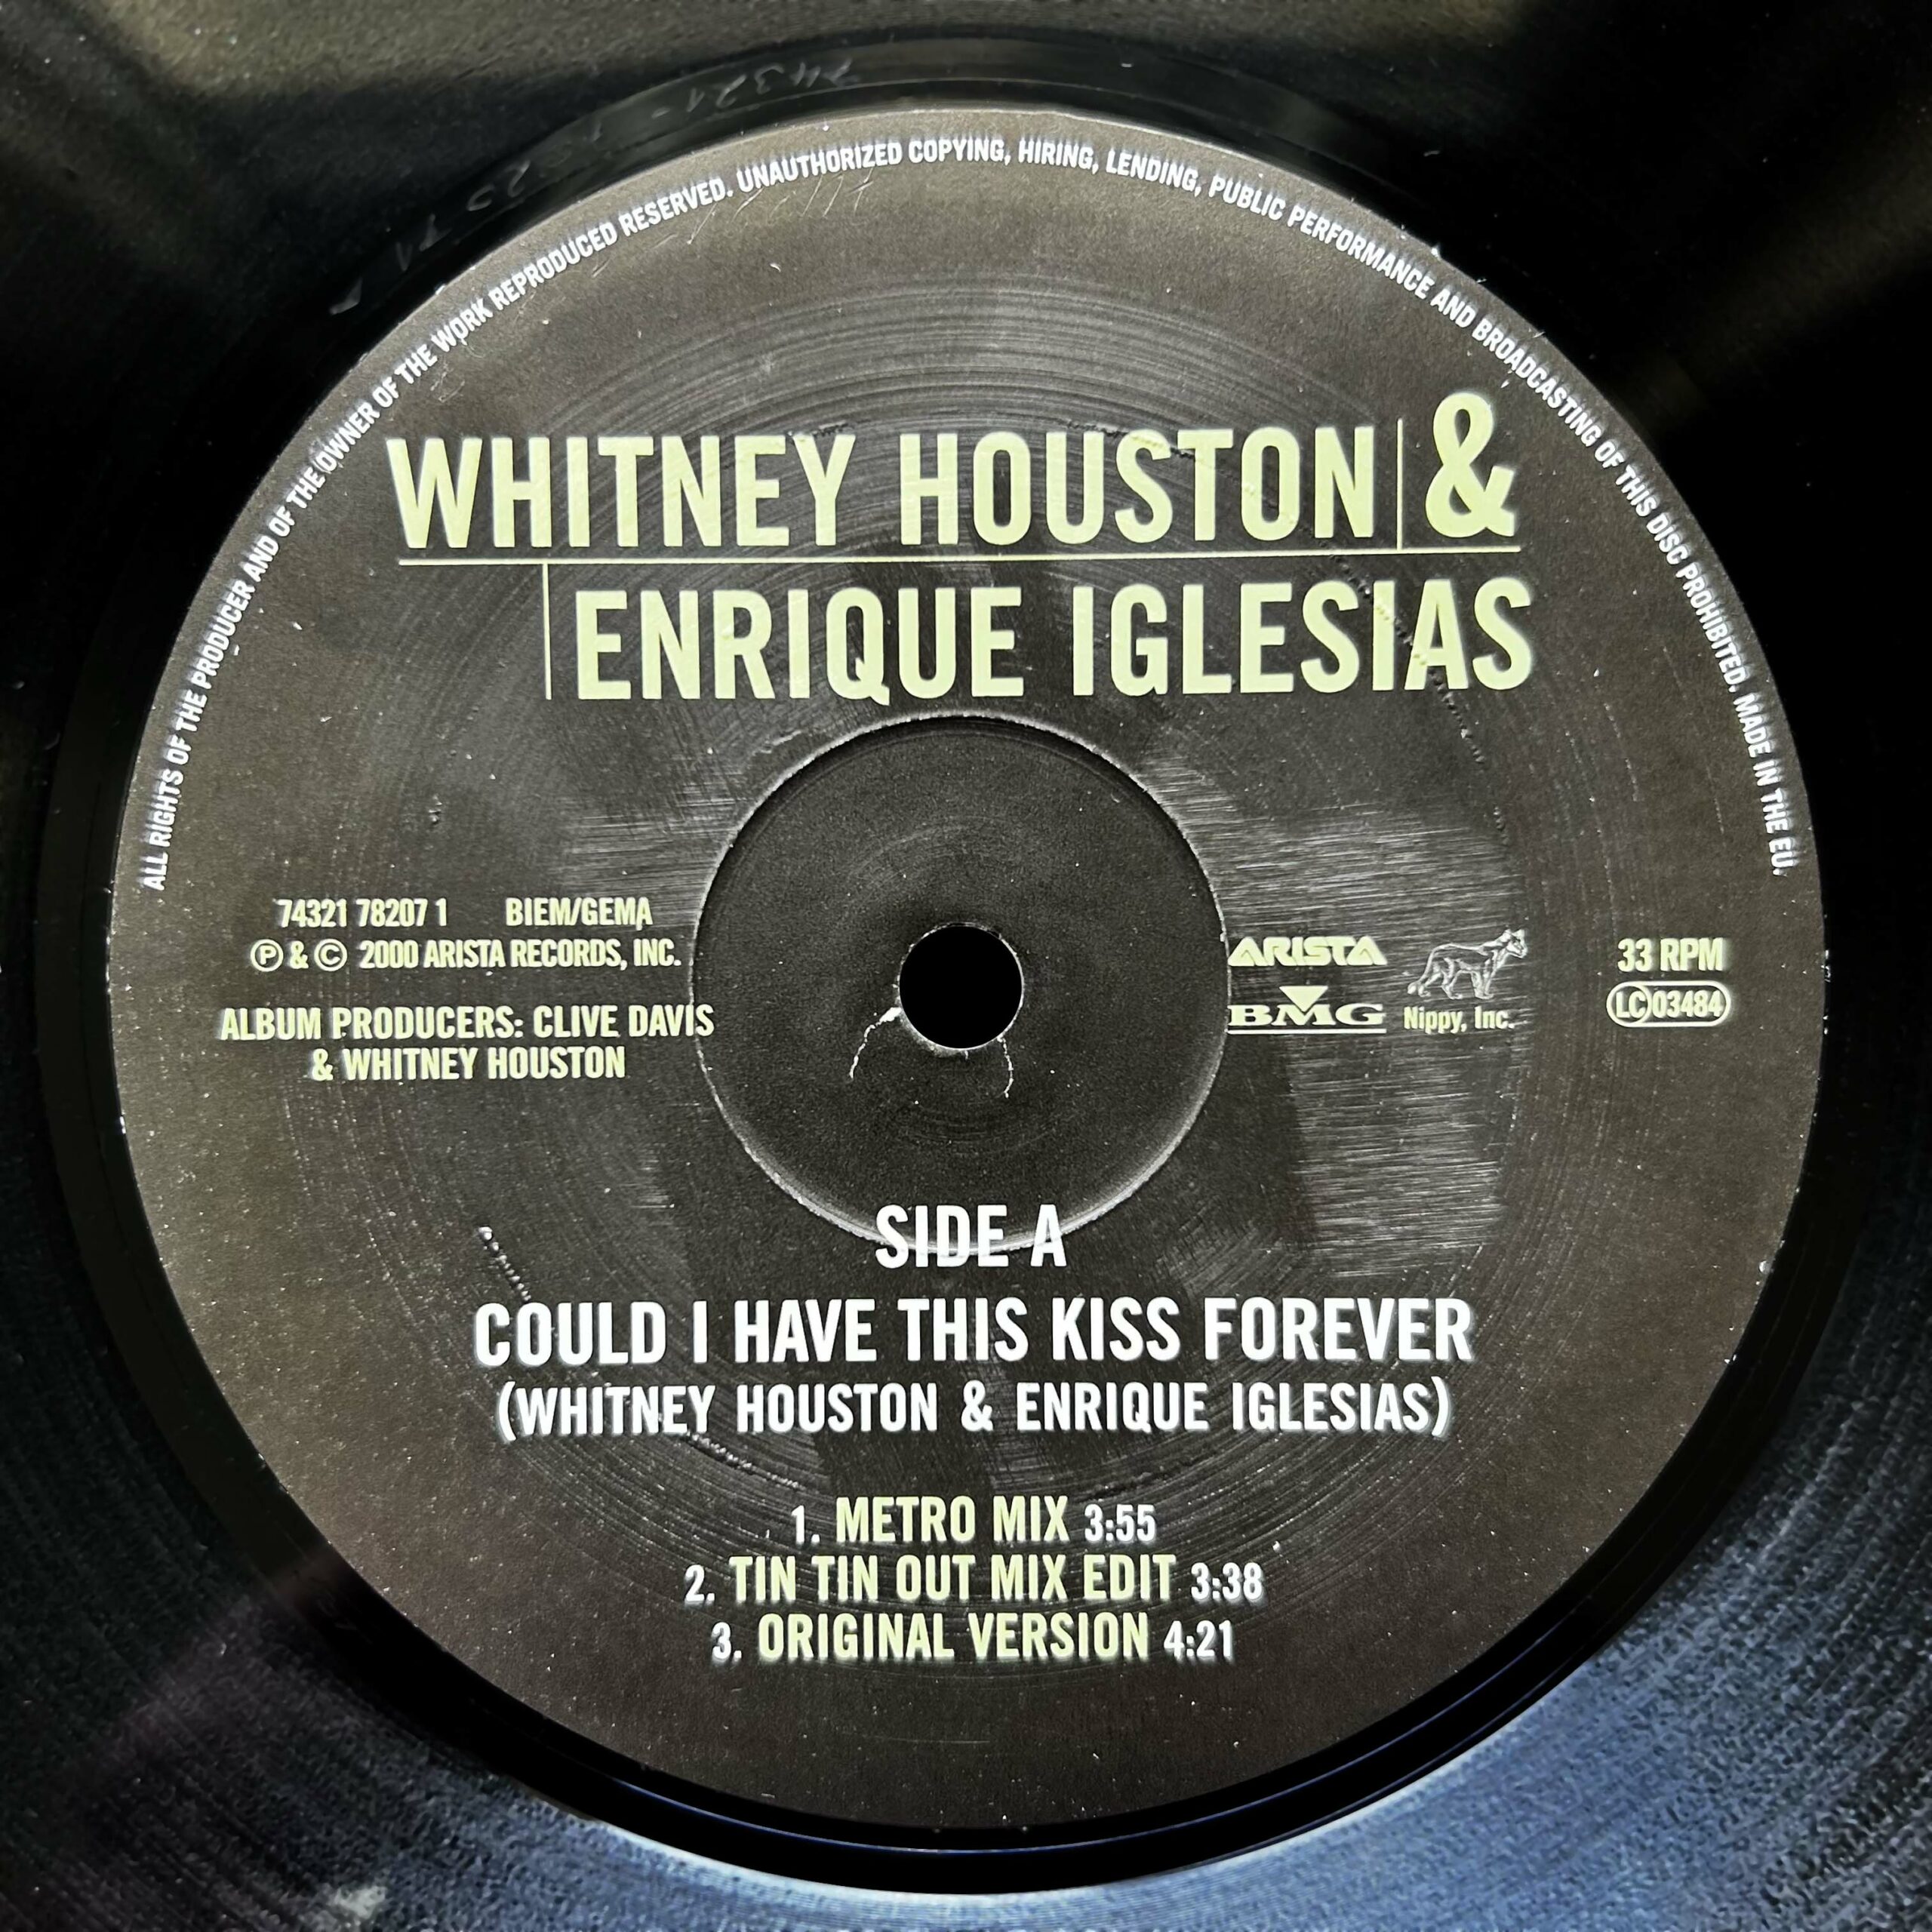 ALL RIGHTS OF THE PRODUCER AND OF THE OWNER OF THE WORK REPRODUCED RESERVED. UNAUTHORIZED COPYING, HIRING, LENDING, PUBLIC PERFORMANCE AND BROADCASTING OF THIS DISC PROHIBITED. MADE IN THE EU.
WHITNEY HOUSTON &
ENRIQUE IGLESIAS
74321 78207 1 BIEM/GEMA
℗ & © 2000 ARISTA RECORDS, INC.
ALBUM PRODUCERS: CLIVE DAVIS
& WHITNEY HOUSTON
ARISTA
BMG
Nippy, Inc.
33 RPM
LC 03484
SIDE A
COULD I HAVE THIS KISS FOREVER
(WHITNEY HOUSTON & ENRIQUE IGLESIAS)
1. METRO MIX 3:55
2. TIN TIN OUT MIX EDIT 3:38
3. ORIGINAL VERSION 4:21